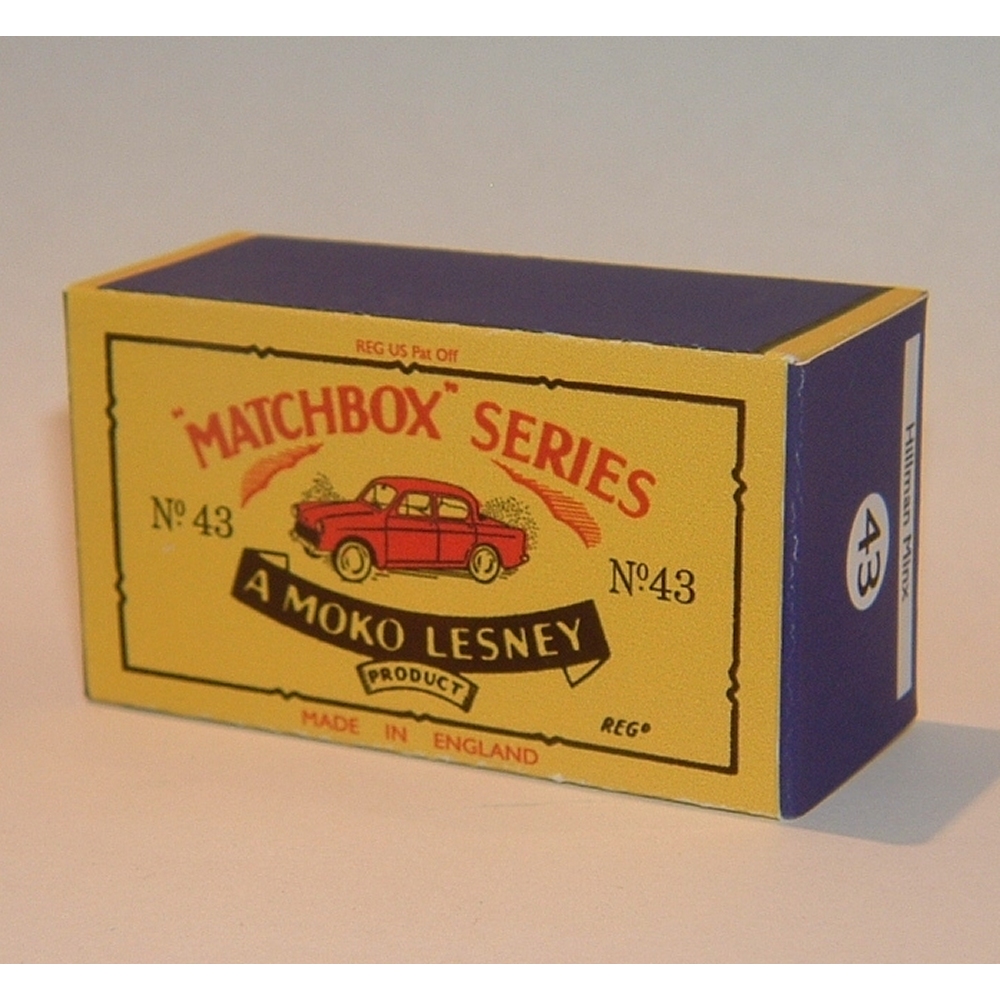 REG US Pat Off
"MATCHBOX" SERIES
Nº 43
Nº 43
A MOKO LESNEY
PRODUCT
REGD
MADE IN ENGLAND
43
Hillman Minx